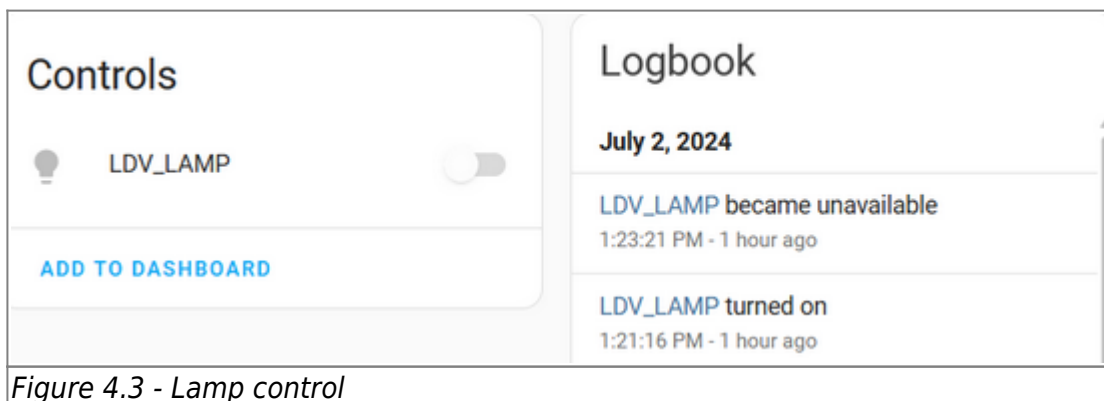 Controls
LDV_LAMP
ADD TO DASHBOARD
Logbook
July 2, 2024
LDV_LAMP became unavailable
1:23:21 PM - 1 hour ago
LDV_LAMP turned on
1:21:16 PM - 1 hour ago
Figure 4.3 - Lamp control